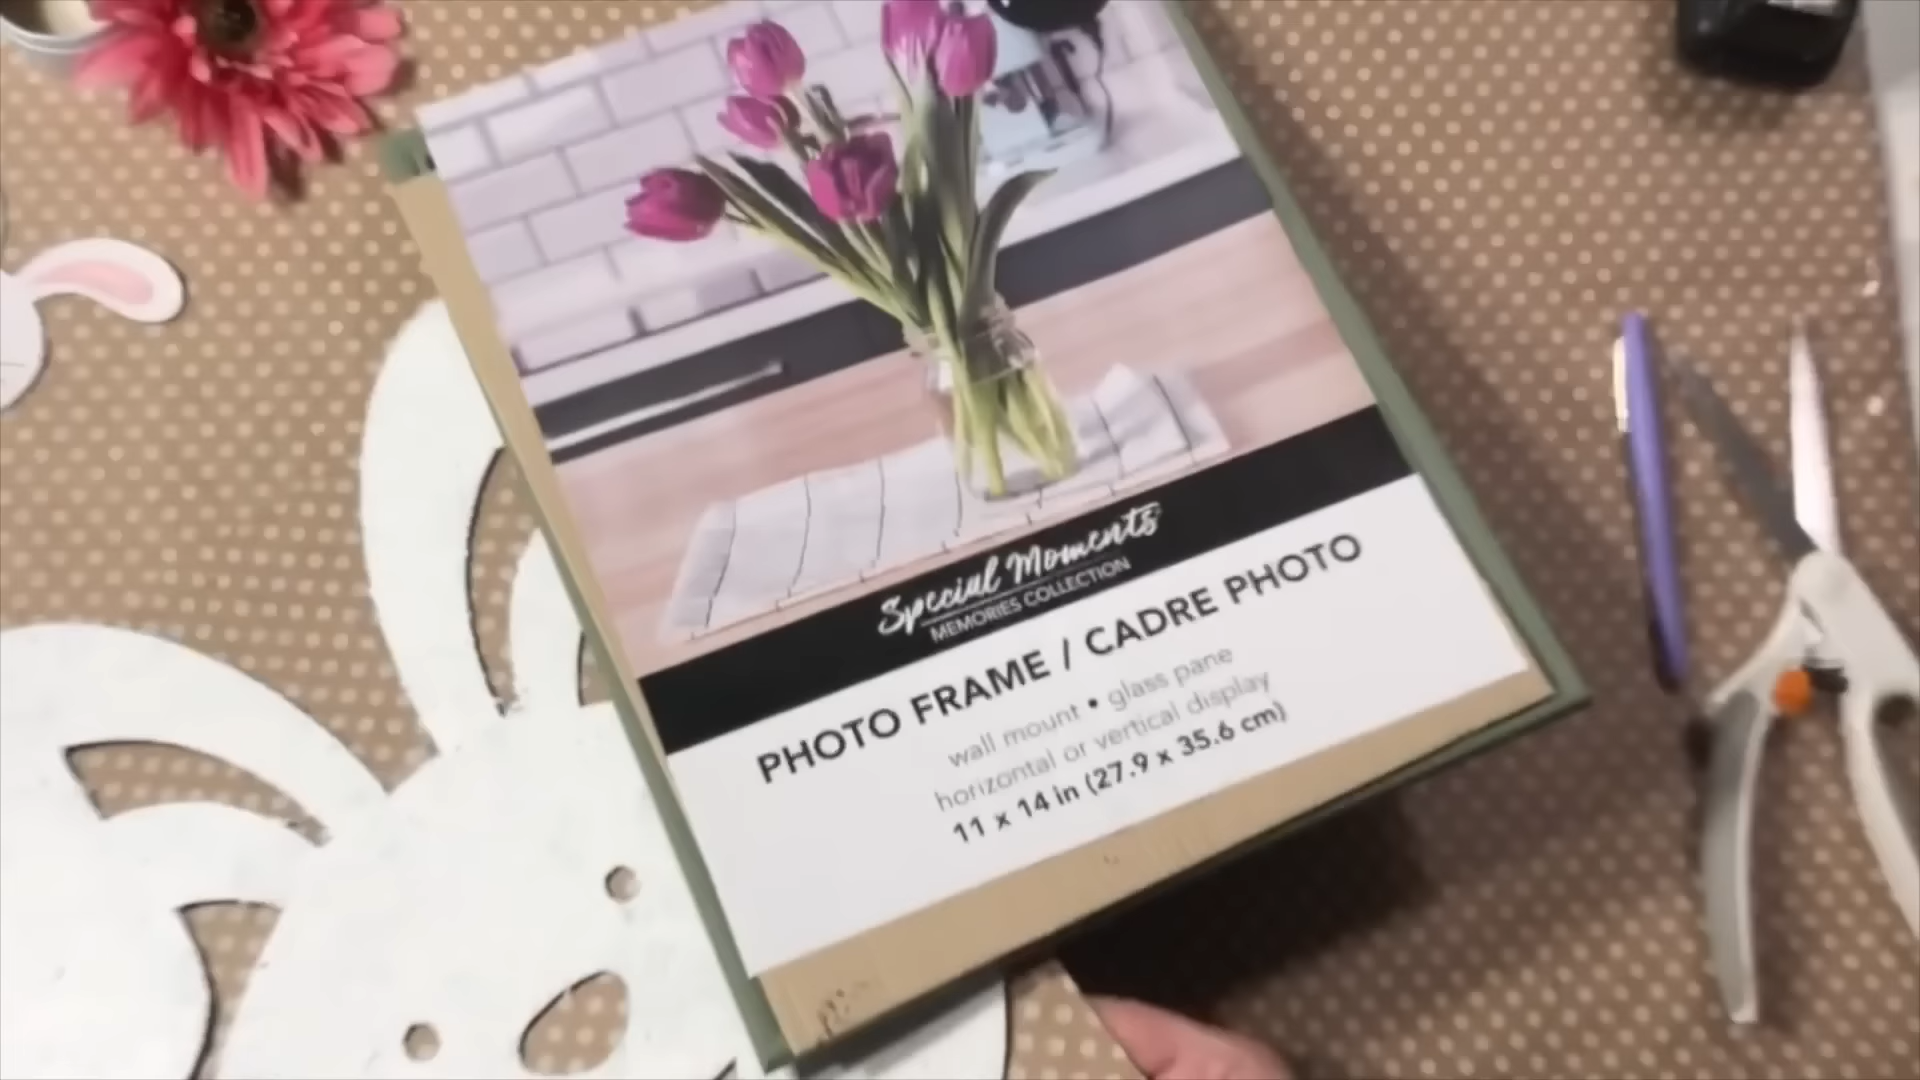 Special Moments
MEMORIES COLLECTION
PHOTO FRAME / CADRE PHOTO
wall mount • glass pane
horizontal or vertical display
11 x 14 in (27.9 x 35.6 cm)